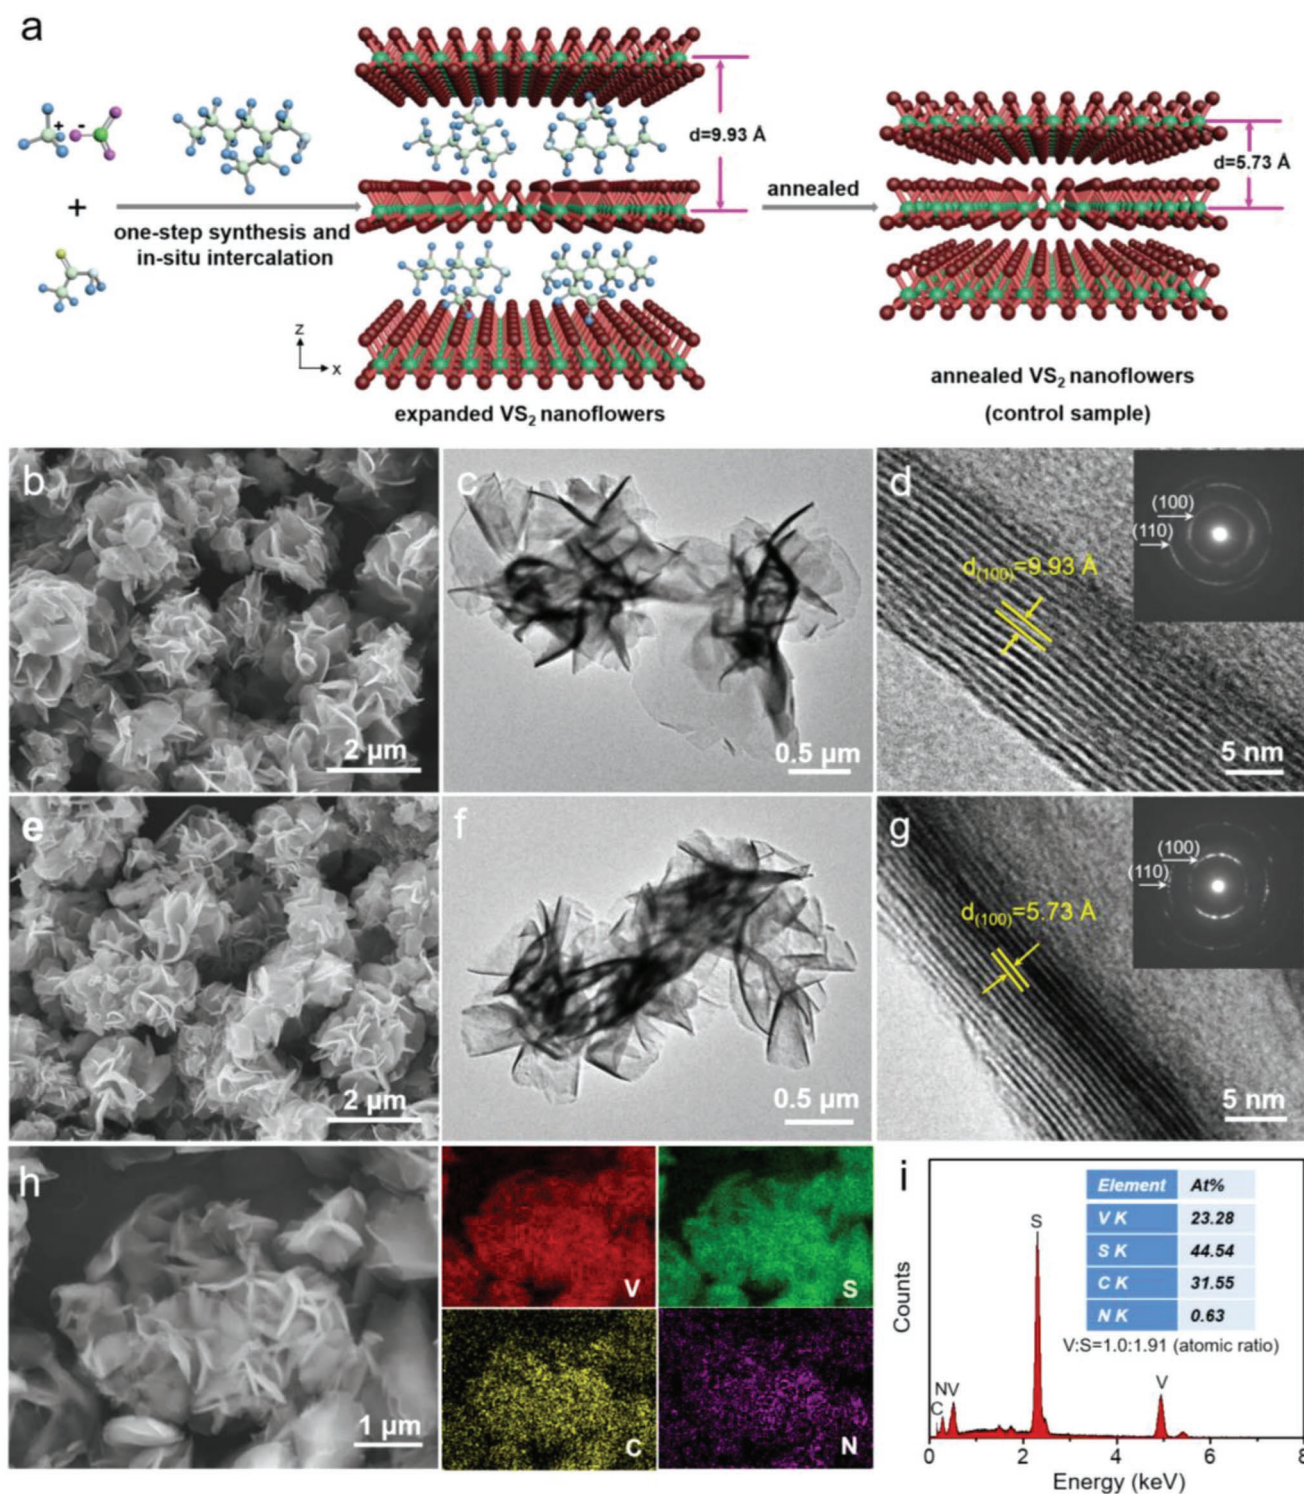 a
+
-
d=9.93 Å
d=5.73 Å
annealed
+
one-step synthesis and
in-situ intercalation
z
x
expanded VS₂ nanoflowers
annealed VS₂ nanoflowers
(control sample)
b
2 µm
c
0.5 µm
d
d(100)=9.93 Å
(100)
(110)
5 nm
e
2 µm
f
0.5 µm
g
d(100)=5.73 Å
(100)
(110)
5 nm
h
1 µm
V
S
C
N
i
Element At%
V K 23.28
S K 44.54
C K 31.55
N K 0.63
V:S=1.0:1.91 (atomic ratio)
Counts
S
V
N V
C
0 2 4 6 8
Energy (keV)